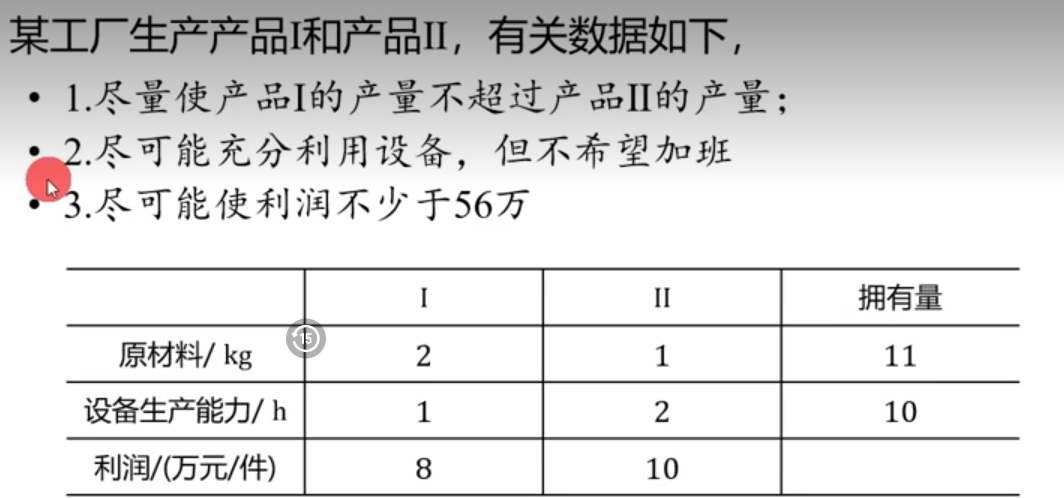 某工厂生产产品I和产品II，有关数据如下，
• 1.尽量使产品I的产量不超过产品II的产量；
• 2.尽可能充分利用设备，但不希望加班
• 3.尽可能使利润不少于56万
I II 拥有量
原材料/ kg 2 1 11
15
设备生产能力/ h 1 2 10
利润/(万元/件) 8 10